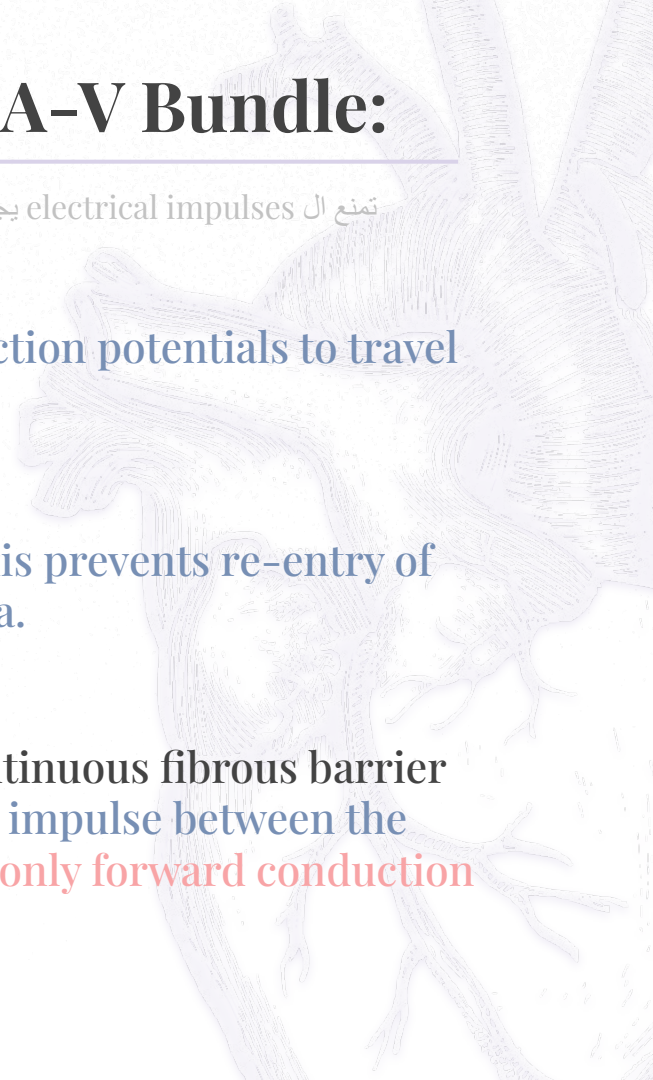 A-V Bundle:
تمنع ال electrical impulses
ction potentials to travel
is prevents re-entry of
a.
tinuous fibrous barrier
impulse between the
only forward conduction